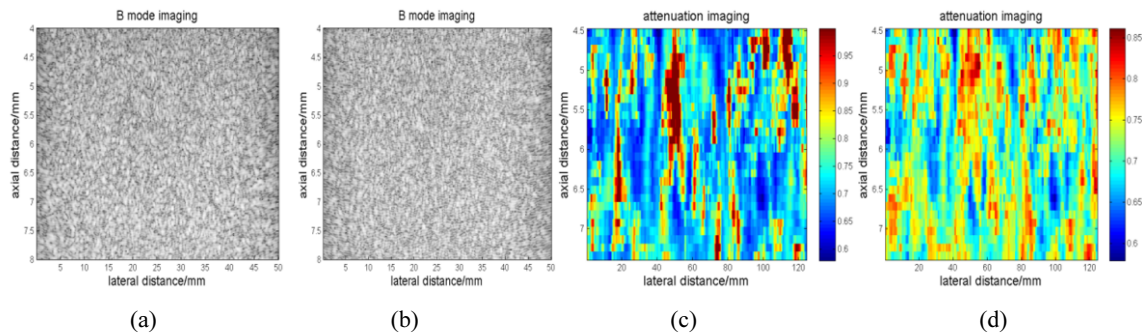 B mode imaging
4
4.5
5
5.5
6
6.5
7
7.5
8
axial distance/mm
5 10 15 20 25 30 35 40 45 50
lateral distance/mm
(a)
B mode imaging
4
4.5
5
5.5
6
6.5
7
7.5
8
axial distance/mm
5 10 15 20 25 30 35 40 45 50
lateral distance/mm
(b)
attenuation imaging
4.5
5
5.5
6
6.5
7
axial distance/mm
20 40 60 80 100 120
lateral distance/mm
0.95
0.9
0.85
0.8
0.75
0.7
0.65
0.6
(c)
attenuation imaging
4.5
5
5.5
6
6.5
7
axial distance/mm
20 40 60 80 100 120
lateral distance/mm
0.85
0.8
0.75
0.7
0.65
0.6
(d)